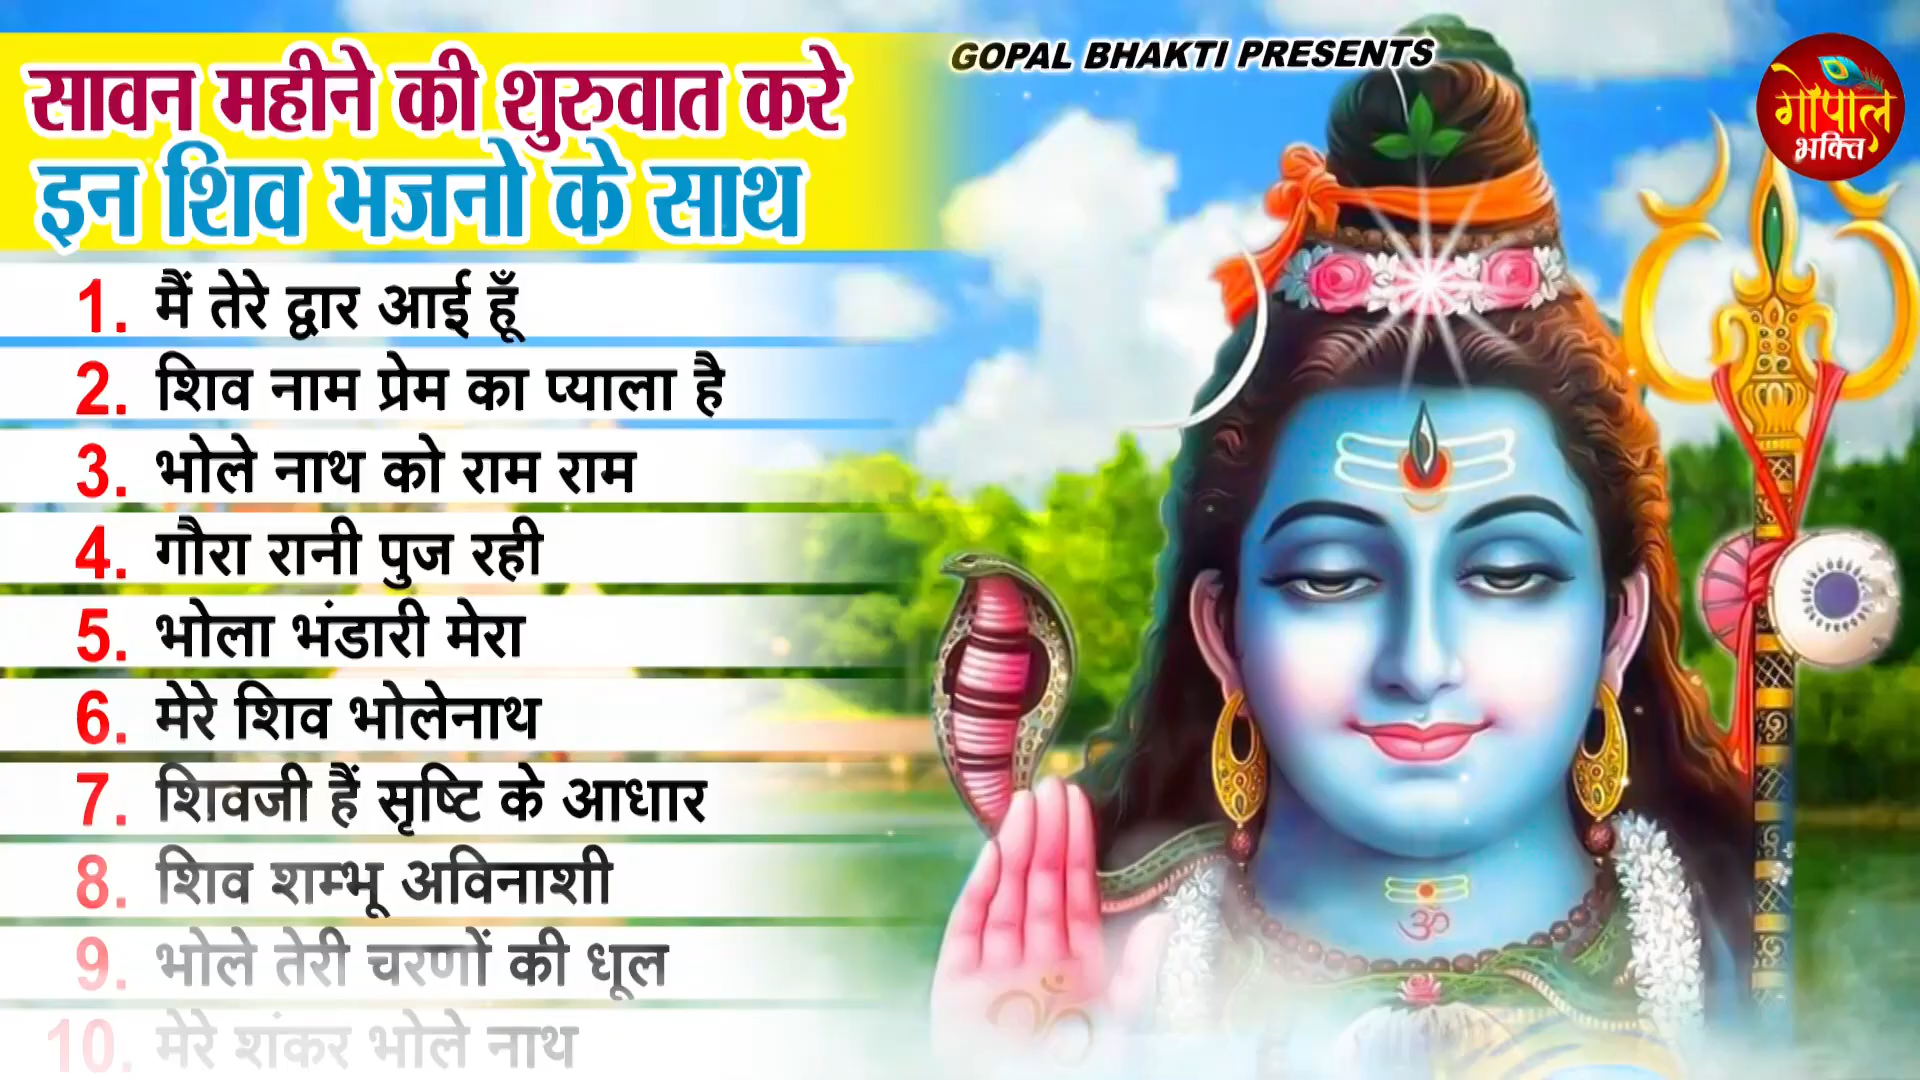 GOPAL BHAKTI PRESENTS
गोपाल
भक्ति
सावन महीने की शुरुवात करे
इन शिव भजनो के साथ
1. मैं तेरे द्वार आई हूँ
2. शिव नाम प्रेम का प्याला है
3. भोले नाथ को राम राम
4. गौरा रानी पुज रही
5. भोला भंडारी मेरा
6. मेरे शिव भोलेनाथ
7. शिवजी हैं सृष्टि के आधार
8. शिव शम्भू अविनाशी
9. भोले तेरी चरणों की धूल
10. मेरे शंकर भोले नाथ
ॐ
ॐ